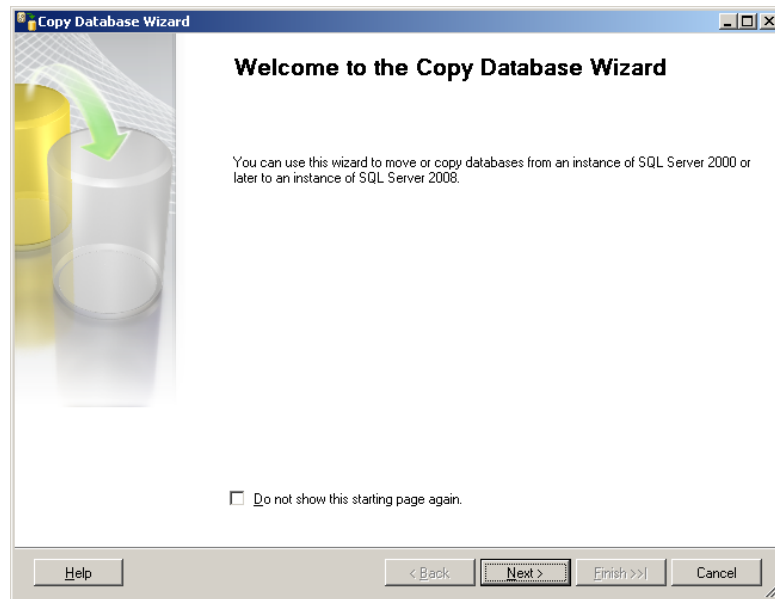 Copy Database Wizard
Welcome to the Copy Database Wizard
You can use this wizard to move or copy databases from an instance of SQL Server 2000 or
later to an instance of SQL Server 2008.
Do not show this starting page again.
Help
< Back
Next >
Finish >>|
Cancel